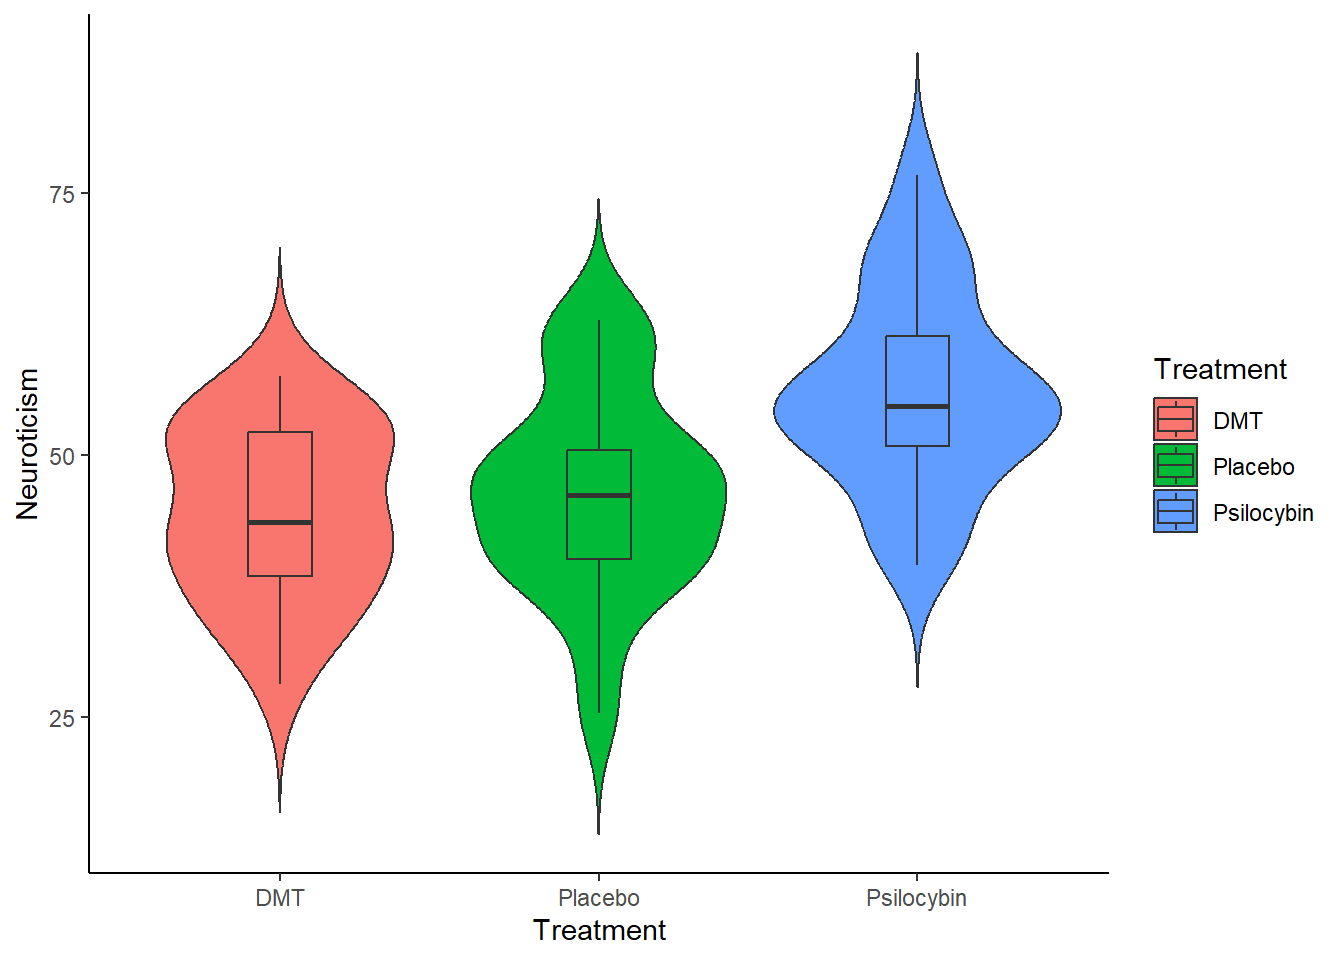 Neuroticism
75
50
25
DMT
Placebo
Psilocybin
Treatment
Treatment
DMT
Placebo
Psilocybin